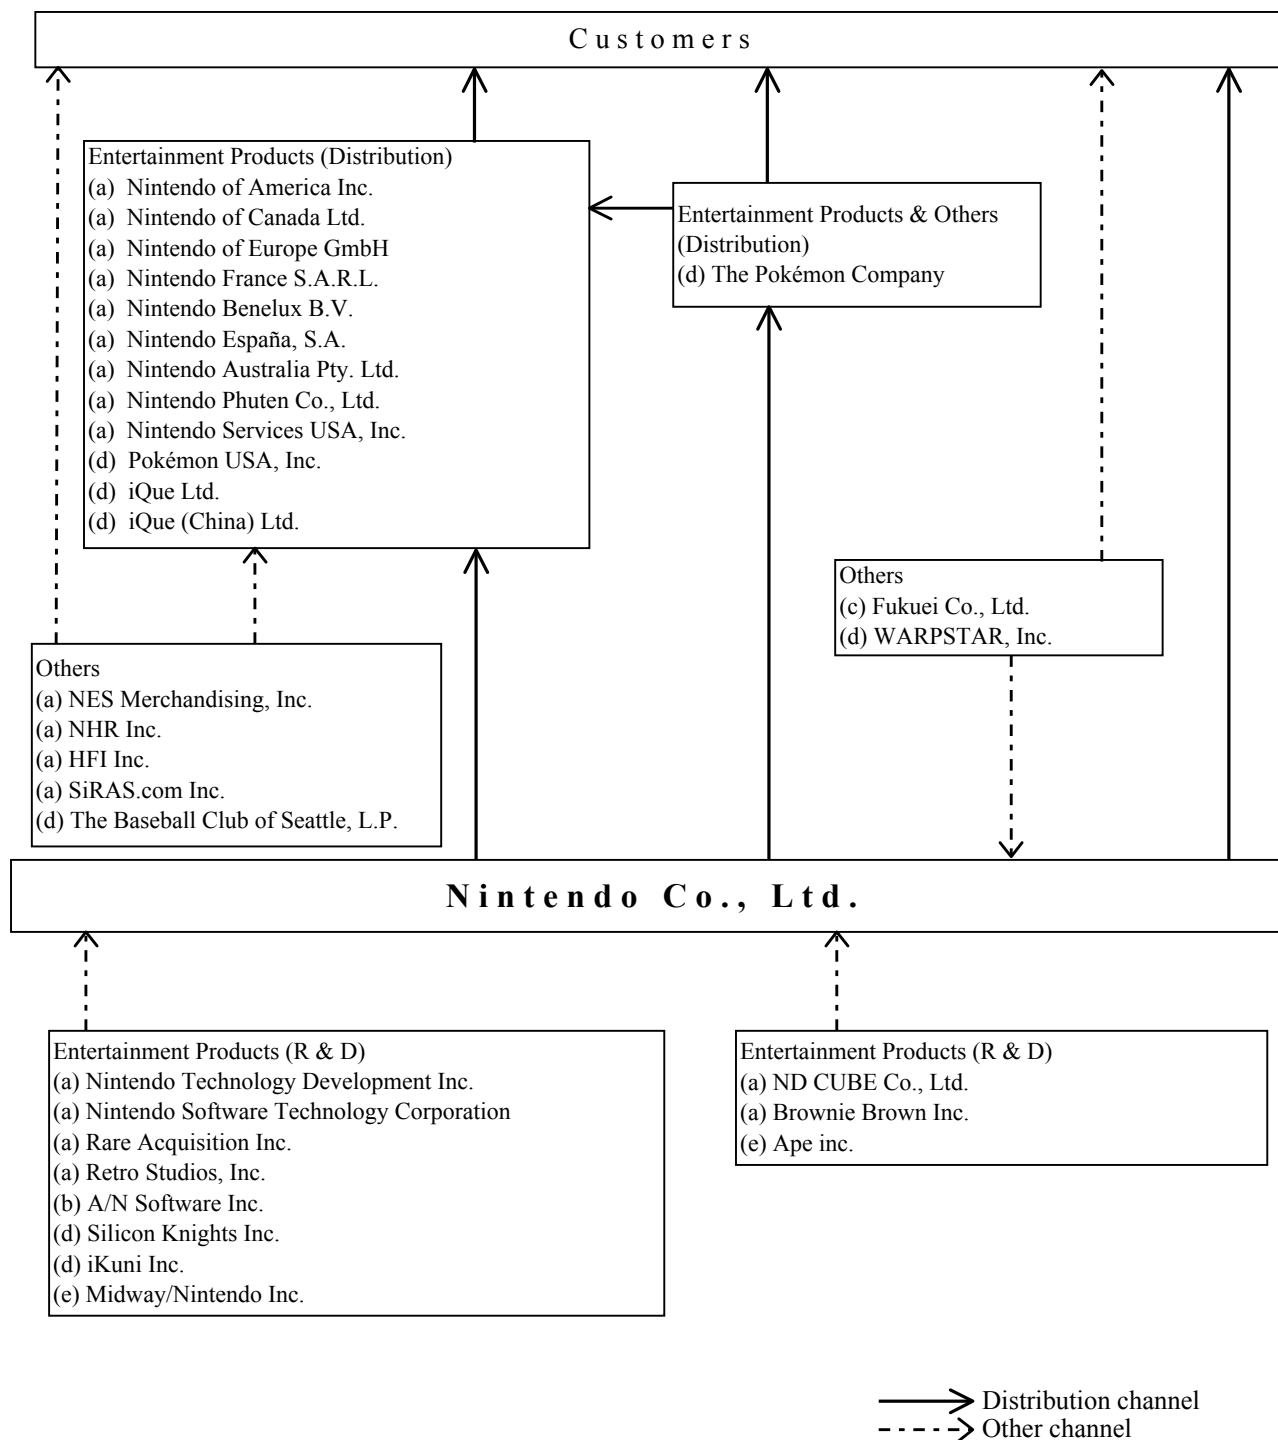 Customers
Entertainment Products (Distribution)
(a) Nintendo of America Inc.
(a) Nintendo of Canada Ltd.
(a) Nintendo of Europe GmbH
(a) Nintendo France S.A.R.L.
(a) Nintendo Benelux B.V.
(a) Nintendo España, S.A.
(a) Nintendo Australia Pty. Ltd.
(a) Nintendo Phuten Co., Ltd.
(a) Nintendo Services USA, Inc.
(d) Pokémon USA, Inc.
(d) iQue Ltd.
(d) iQue (China) Ltd.
Entertainment Products & Others
(Distribution)
(d) The Pokémon Company
Others
(c) Fukuei Co., Ltd.
(d) WARPSTAR, Inc.
Others
(a) NES Merchandising, Inc.
(a) NHR Inc.
(a) HFI Inc.
(a) SiRAS.com Inc.
(d) The Baseball Club of Seattle, L.P.
Nintendo Co., Ltd.
Entertainment Products (R & D)
(a) Nintendo Technology Development Inc.
(a) Nintendo Software Technology Corporation
(a) Rare Acquisition Inc.
(a) Retro Studios, Inc.
(b) A/N Software Inc.
(d) Silicon Knights Inc.
(d) iKuni Inc.
(e) Midway/Nintendo Inc.
Entertainment Products (R & D)
(a) ND CUBE Co., Ltd.
(a) Brownie Brown Inc.
(e) Ape inc.
Distribution channel
Other channel